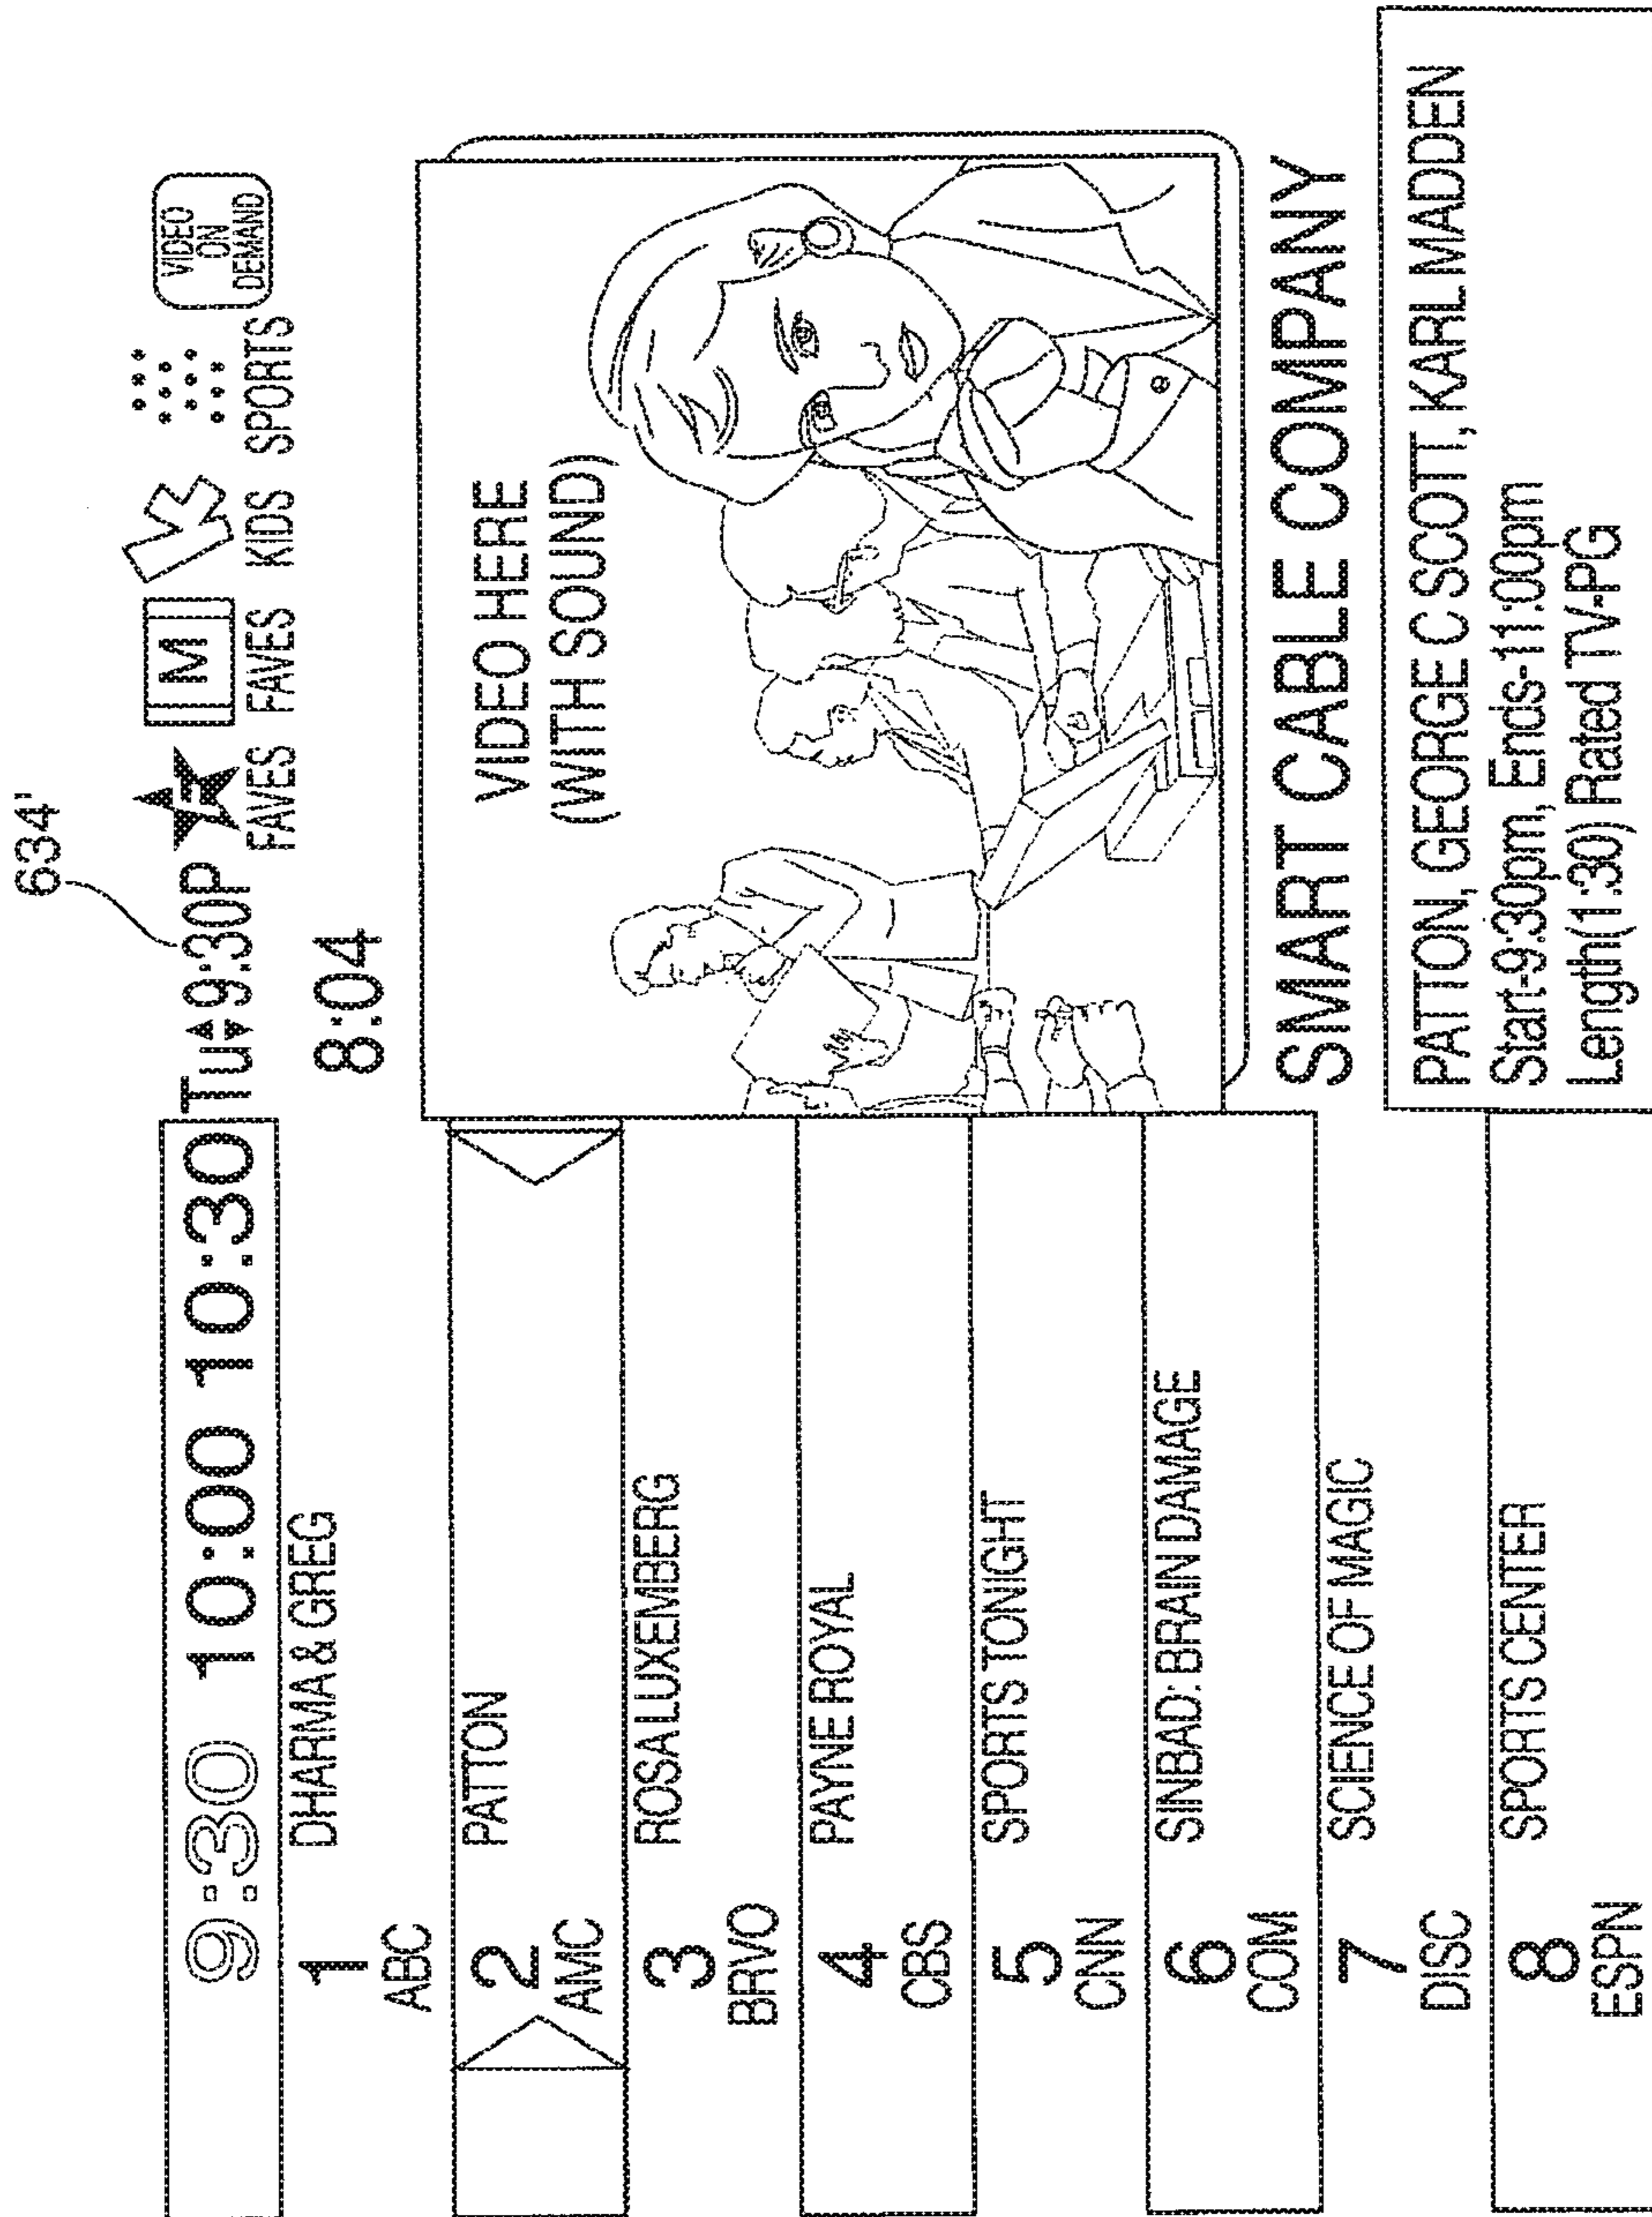 634'
9:30 10:00 10:30 Tu 9:30P
FAVES FAVES KIDS SPORTS
M
VIDEO
ON
DEMAND
8:04
1 DHARMA & GREG
ABC
2 PATTON
AMC
3 ROSA LUXEMBERG
BRVO
4 PAYNE ROYAL
CBS
5 SPORTS TONIGHT
CNN
6 SINBAD: BRAIN DAMAGE
COM
7 SCIENCE OF MAGIC
DISC
8 SPORTS CENTER
ESPN
VIDEO HERE
(WITH SOUND)
SMART CABLE COMPANY
PATTON, GEORGE C SCOTT, KARL MADDEN
Start-9:30pm, Ends-11:00pm
Length(1:30) Rated TV-PG